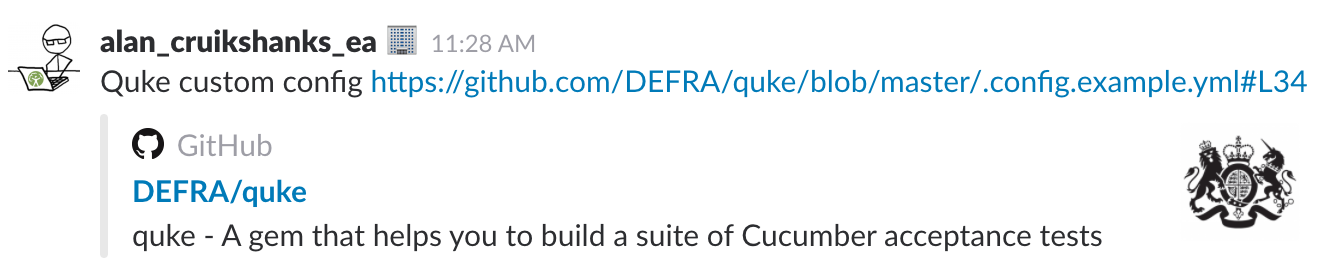 alan_cruikshanks_ea 11:28 AM
Quke custom config https://github.com/DEFRA/quke/blob/master/.config.example.yml#L34
GitHub
DEFRA/quke
quke - A gem that helps you to build a suite of Cucumber acceptance tests